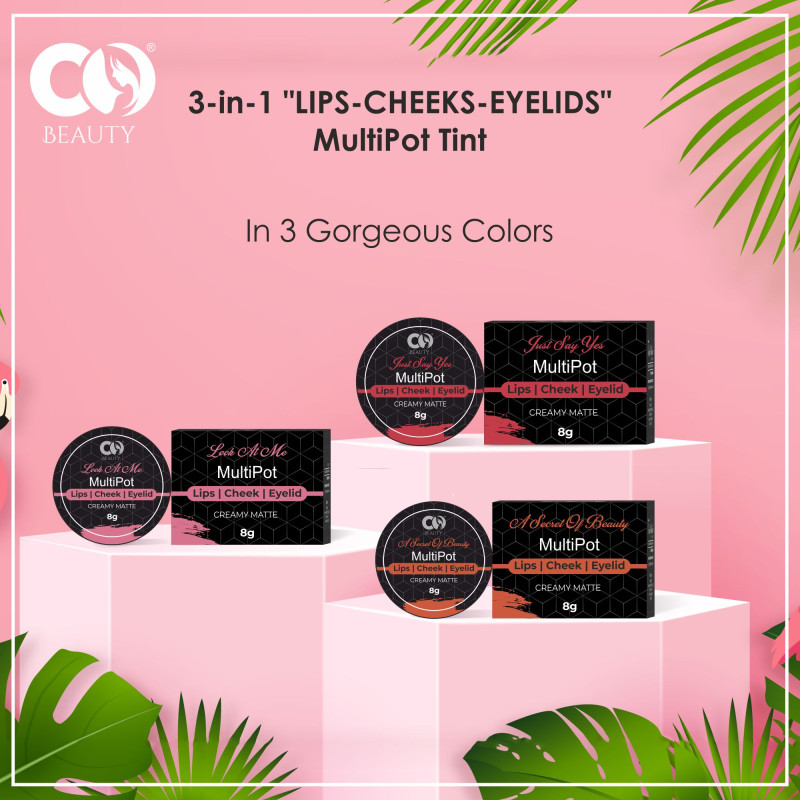 CO®
BEAUTY
3-in-1 "LIPS-CHEEKS-EYELIDS"
MultiPot Tint
In 3 Gorgeous Colors
CO
BEAUTY
Just Say Yes
MultiPot
Lips | Cheek | Eyelid
CREAMY MATTE
8g
Just Say Yes
MultiPot
Lips | Cheek | Eyelid
CREAMY MATTE
8g
CO
BEAUTY
Look At Me
MultiPot
Lips | Cheek | Eyelid
CREAMY MATTE
8g
Look At Me
MultiPot
Lips | Cheek | Eyelid
CREAMY MATTE
8g
CO
BEAUTY
A Secret Of Beauty
MultiPot
Lips | Cheek | Eyelid
CREAMY MATTE
8g
A Secret Of Beauty
MultiPot
Lips | Cheek | Eyelid
CREAMY MATTE
8g